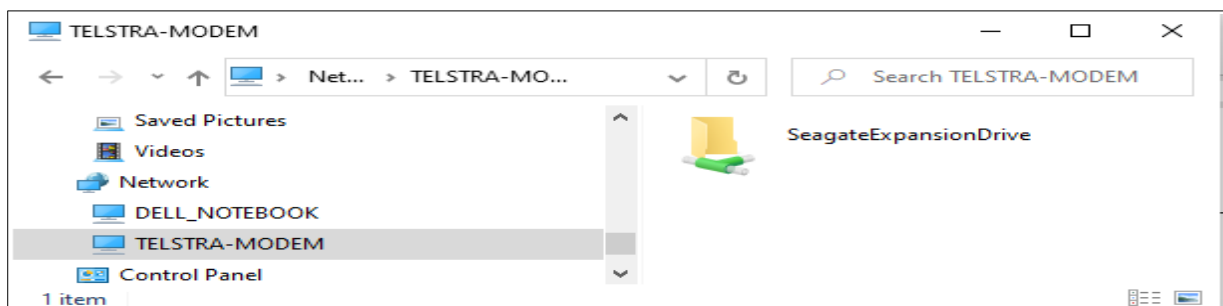 TELSTRA-MODEM
Net... > TELSTRA-MO...
Search TELSTRA-MODEM
Saved Pictures
Videos
Network
DELL_NOTEBOOK
TELSTRA-MODEM
Control Panel
SeagateExpansionDrive
1 item